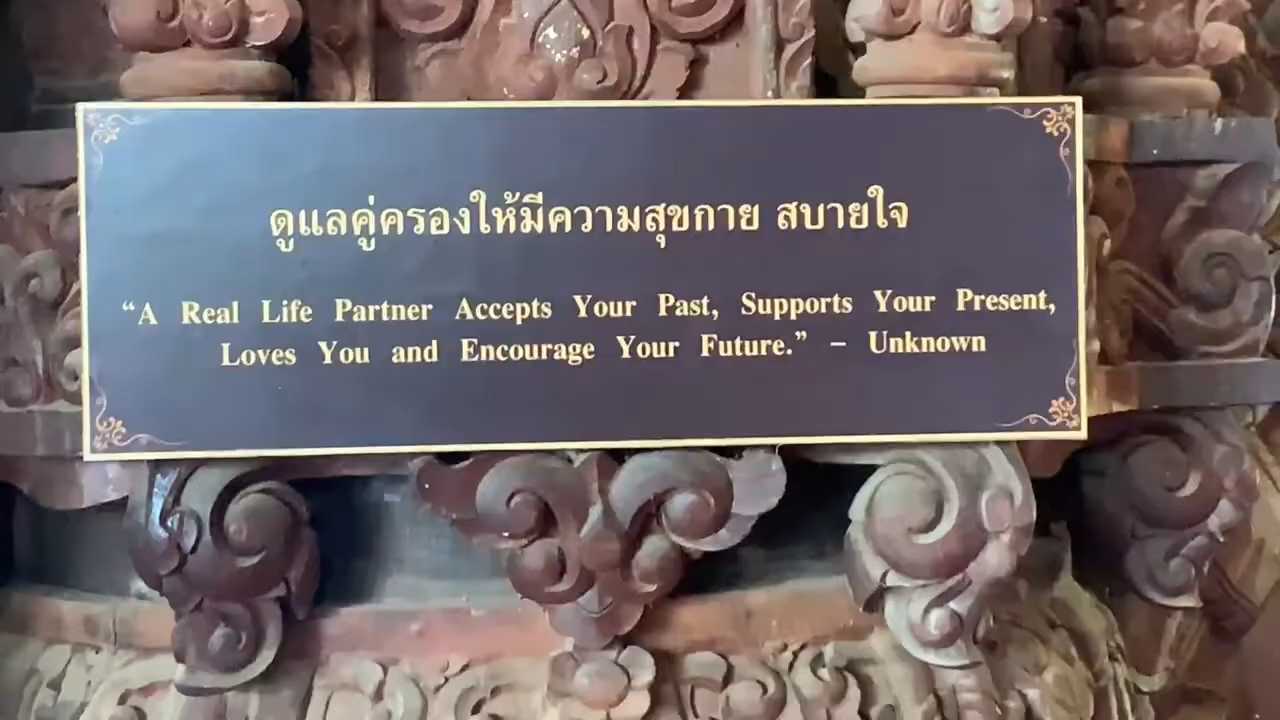 ดูแลคู่ครองให้มีความสุขกาย สบายใจ
“A Real Life Partner Accepts Your Past, Supports Your Present,
Loves You and Encourage Your Future.” – Unknown